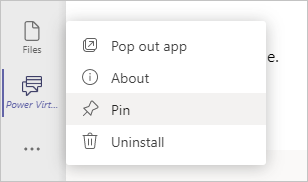 Files
Power Virt...
Pop out app
About
Pin
Uninstall
e.